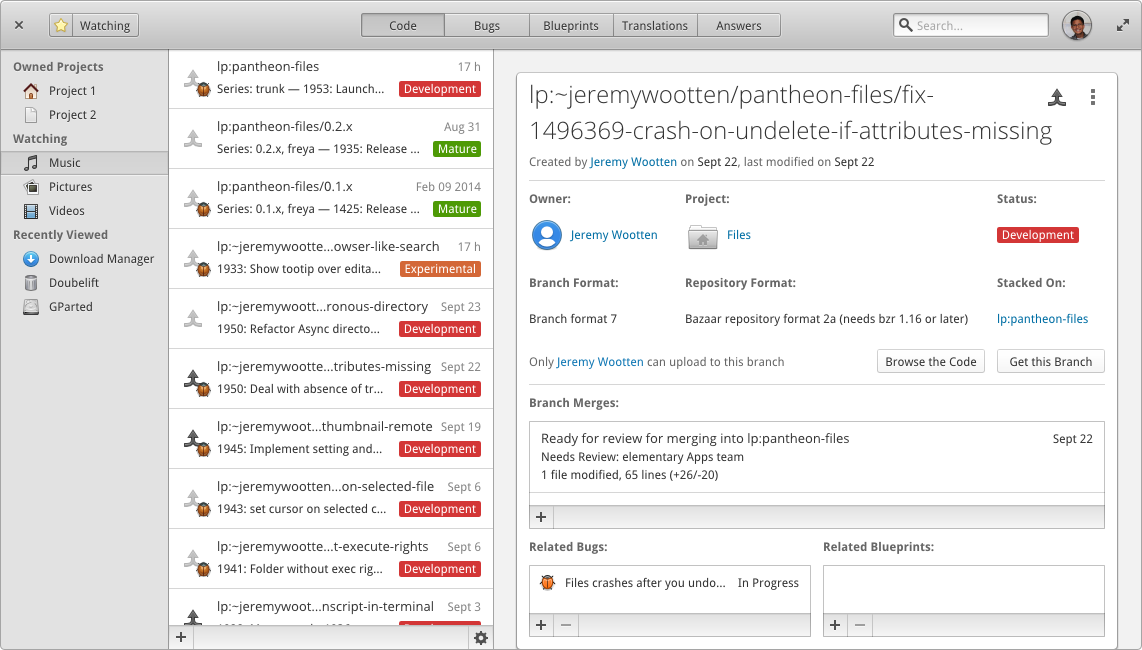 Watching
Code
Bugs
Blueprints
Translations
Answers
Search...
Owned Projects
Project 1
Project 2
Watching
Music
Pictures
Videos
Recently Viewed
Download Manager
Doubelift
GParted
lp:pantheon-files 17 h
Series: trunk — 1953: Launch... Development
lp:pantheon-files/0.2.x Aug 31
Series: 0.2.x, freya — 1935: Release ... Mature
lp:pantheon-files/0.1.x Feb 09 2014
Series: 0.1.x, freya — 1425: Release ... Mature
lp:~jeremywootte...owser-like-search 17 h
1933: Show tootip over edita... Experimental
lp:~jeremywoott...ronous-directory Sept 23
1950: Refactor Async directo... Development
lp:~jeremywootten...tributes-missing Sept 22
1950: Deal with absence of tr... Development
lp:~jeremywootten...thumbnail-remote Sept 19
1945: Implement setting and... Development
lp:~jeremywootten...on-selected-file Sept 6
1943: set cursor on selected c... Development
lp:~jeremywootte...t-execute-rights Sept 6
1941: Folder without exec rig... Development
lp:~jeremywoot...nscript-in-terminal Sept 3
lp:~jeremywootten/pantheon-files/fix-
1496369-crash-on-undelete-if-attributes-missing
Created by Jeremy Wootten on Sept 22, last modified on Sept 22
Owner: Project: Status:
Jeremy Wootten Files Development
Branch Format: Repository Format: Stacked On:
Branch format 7 Bazaar repository format 2a (needs bzr 1.16 or later) lp:pantheon-files
Only Jeremy Wootten can upload to this branch Browse the Code Get this Branch
Branch Merges:
Ready for review for merging into lp:pantheon-files Sept 22
Needs Review: elementary Apps team
1 file modified, 65 lines (+26/-20)
Related Bugs: Related Blueprints:
Files crashes after you undo... In Progress